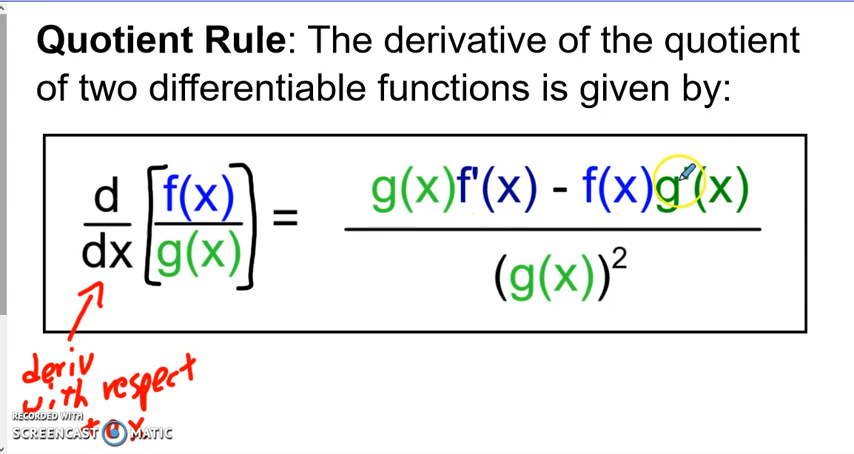 Quotient Rule: The derivative of the quotient
of two differentiable functions is given by:
d/dx [f(x)/g(x)] = g(x)f'(x) - f(x)g'(x) / (g(x))²
deriv
with respect
to x
RECORDED WITH
SCREENCAST MATIC